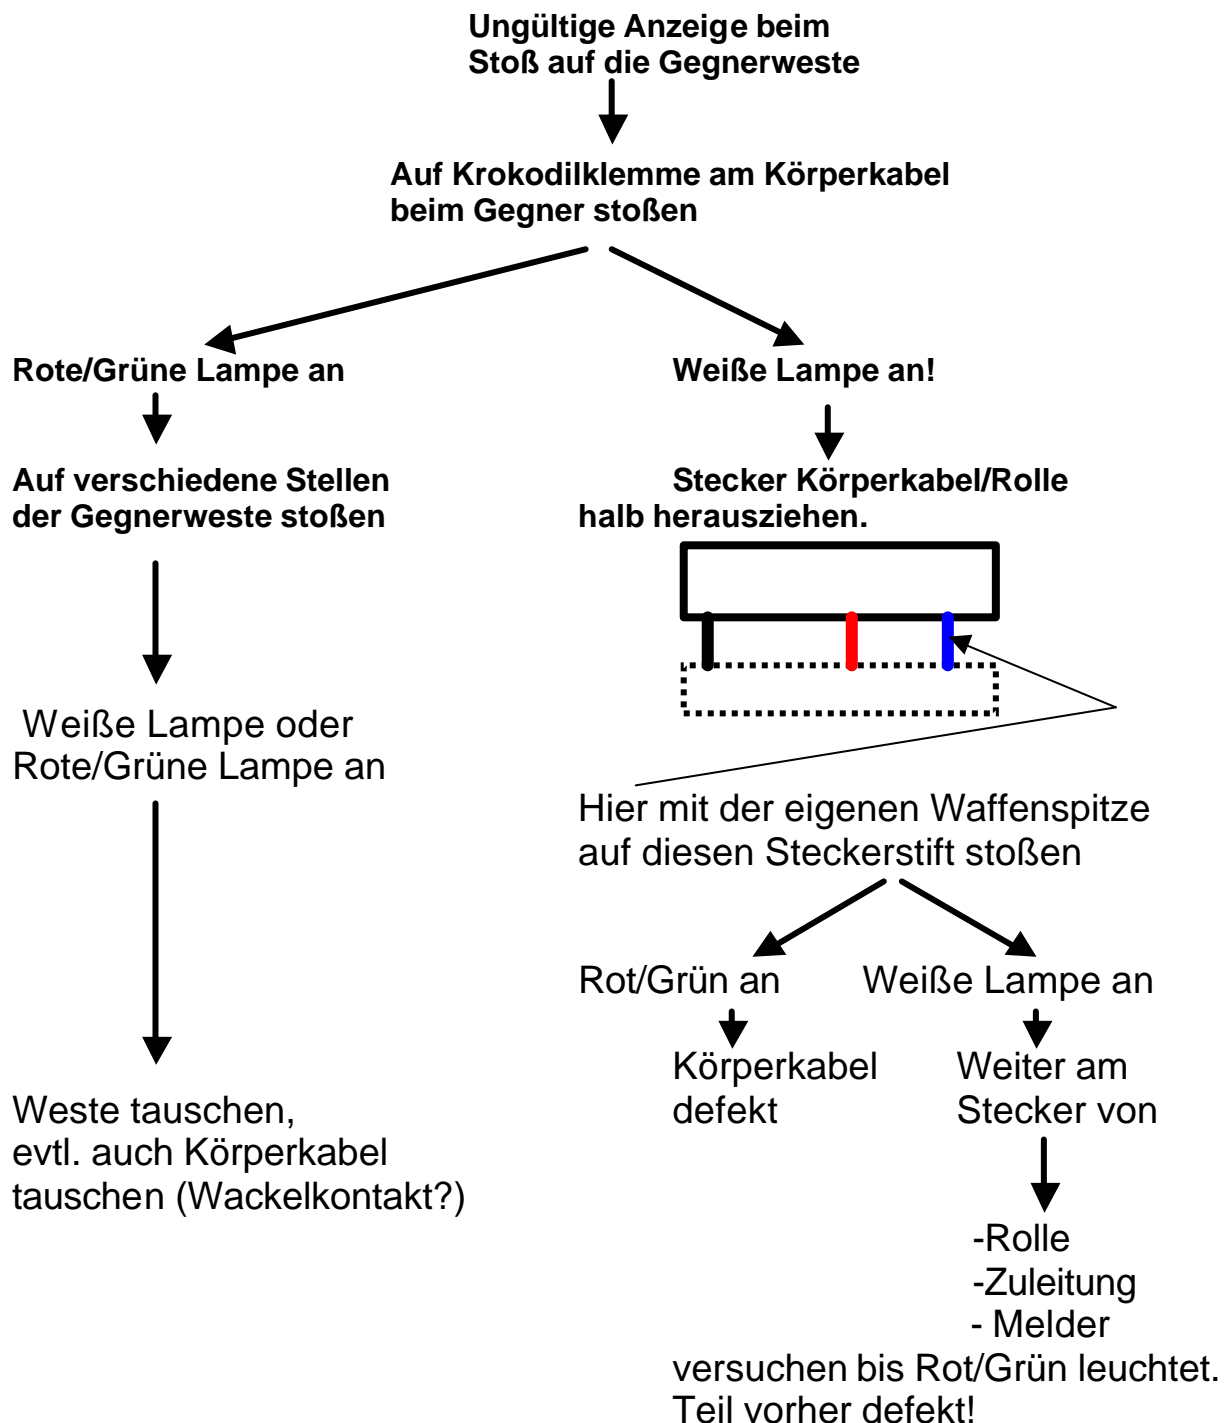 Ungültige Anzeige beim
Stoß auf die Gegnerweste
Auf Krokodilklemme am Körperkabel
beim Gegner stoßen
Rote/Grüne Lampe an
Weiße Lampe an!
Auf verschiedene Stellen
der Gegnerweste stoßen
Stecker Körperkabel/Rolle
halb herausziehen.
Weiße Lampe oder
Rote/Grüne Lampe an
Hier mit der eigenen Waffenspitze
auf diesen Steckerstift stoßen
Rot/Grün an
Weiße Lampe an
Körperkabel
defekt
Weiter am
Stecker von
Weste tauschen,
evtl. auch Körperkabel
tauschen (Wackelkontakt?)
-Rolle
-Zuleitung
- Melder
versuchen bis Rot/Grün leuchtet.
Teil vorher defekt!